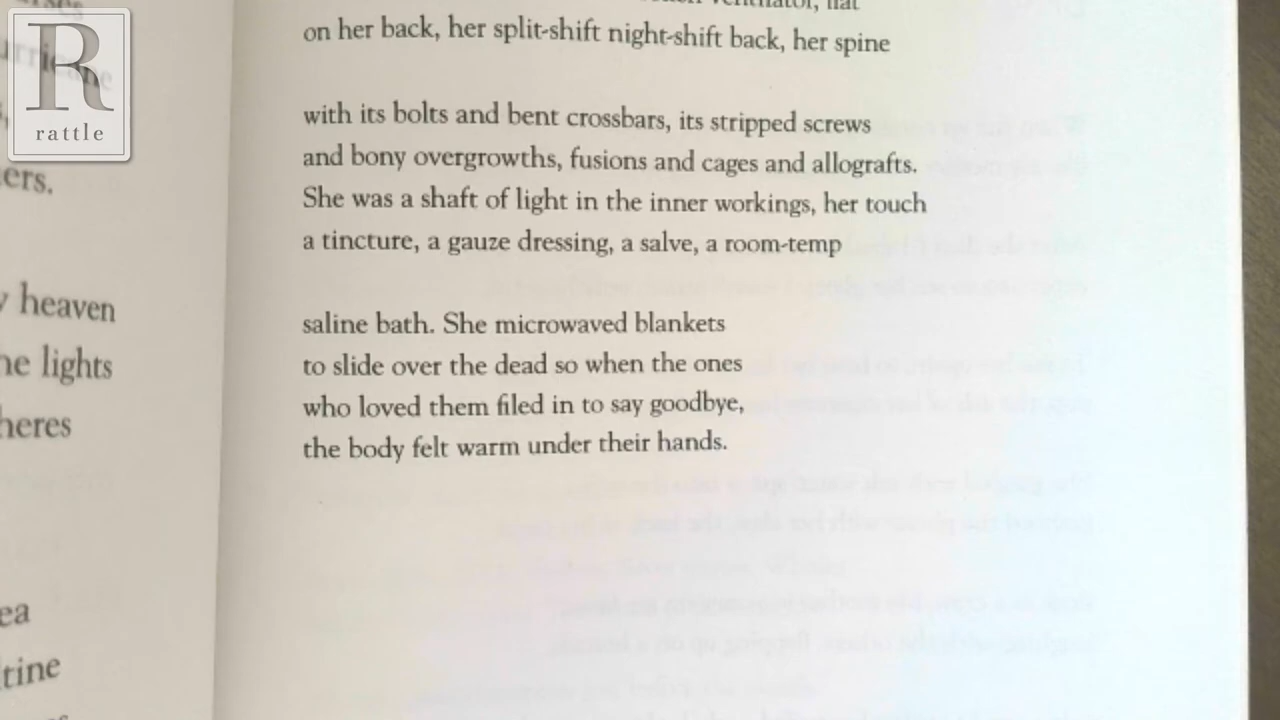 R
rattle
ers.
heaven
lights
heres
ea
tine
on her back, her split-shift night-shift back, her spine
with its bolts and bent crossbars, its stripped screws
and bony overgrowths, fusions and cages and allografts.
She was a shaft of light in the inner workings, her touch
a tincture, a gauze dressing, a salve, a room-temp
saline bath. She microwaved blankets
to slide over the dead so when the ones
who loved them filed in to say goodbye,
the body felt warm under their hands.